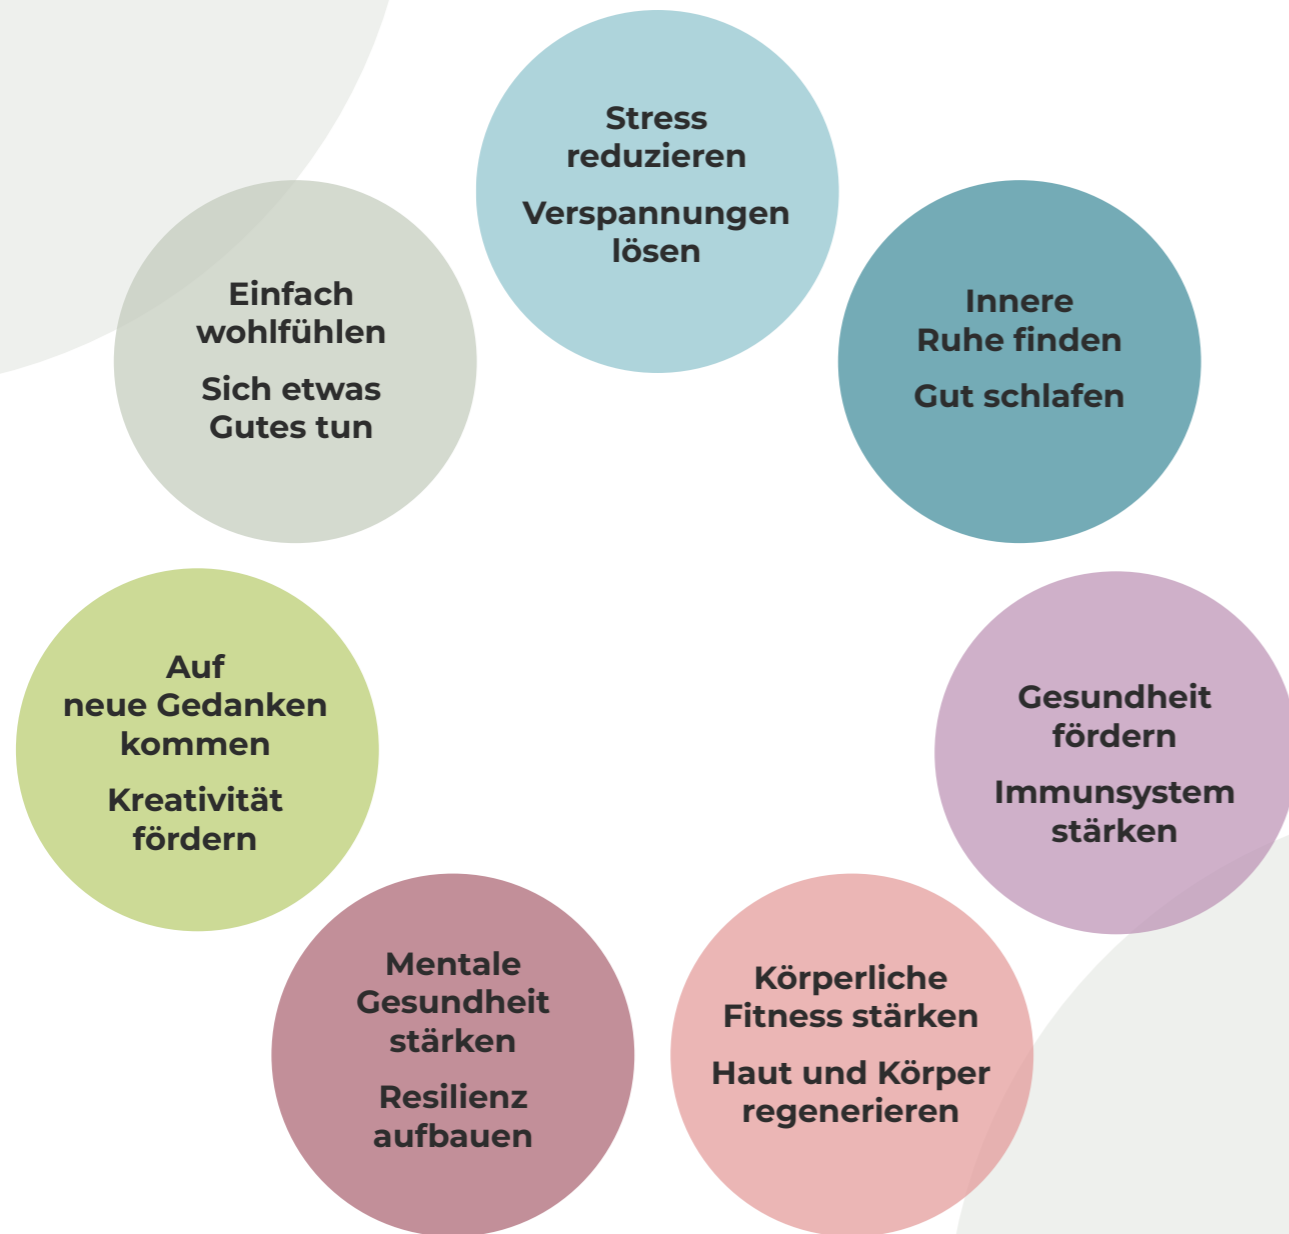 Stress
reduzieren
Verspannungen
lösen
Innere
Ruhe finden
Gut schlafen
Gesundheit
fördern
Immunsystem
stärken
Körperliche
Fitness stärken
Haut und Körper
regenerieren
Mentale
Gesundheit
stärken
Resilienz
aufbauen
Auf
neue Gedanken
kommen
Kreativität
fördern
Einfach
wohlfühlen
Sich etwas
Gutes tun